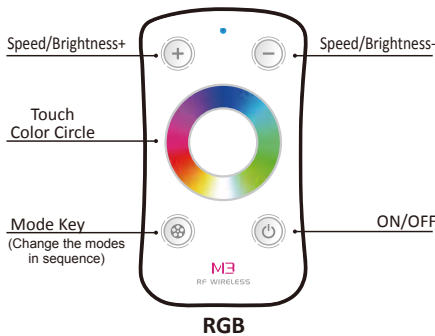 Speed/Brightness+
Speed/Brightness-
Touch
Color Circle
Mode Key
(Change the modes
in sequence)
ON/OFF
M3
RF WIRELESS
RGB